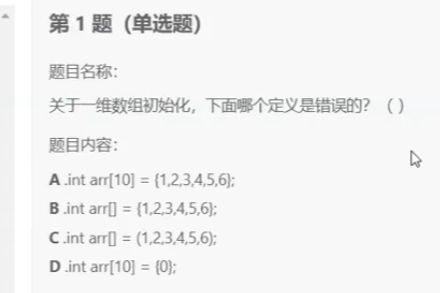 第 1 题（单选题）
题目名称：
关于一维数组初始化，下面哪个定义是错误的？（ ）
题目内容：
A .int arr[10] = {1,2,3,4,5,6};
B .int arr[] = {1,2,3,4,5,6};
C .int arr[] = (1,2,3,4,5,6);
D .int arr[10] = {0};